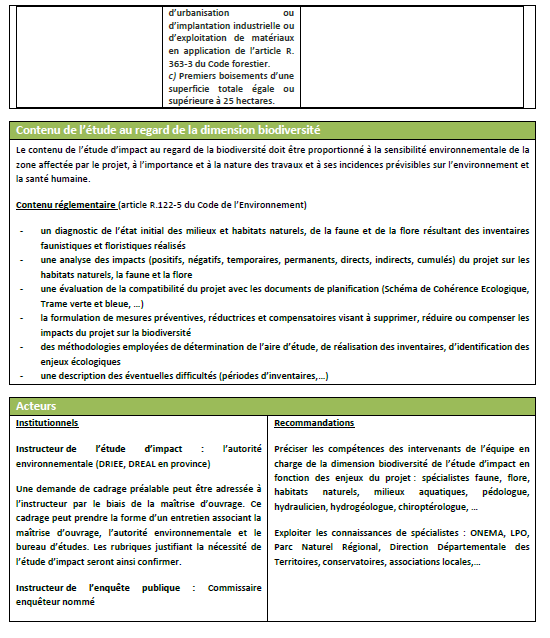 d'urbanisation ou
d'implantation industrielle ou
d'exploitation de matériaux
en application de l'article R.
363-3 du Code forestier.
c) Premiers boisements d'une
superficie totale égale ou
supérieure à 25 hectares.
Contenu de l'étude au regard de la dimension biodiversité
Le contenu de l'étude d'impact au regard de la biodiversité doit être proportionné à la sensibilité environnementale de la
zone affectée par le projet, à l'importance et à la nature des travaux et à ses incidences prévisibles sur l'environnement et
la santé humaine.
Contenu réglementaire (article R.122-5 du Code de l'Environnement)
- un diagnostic de l'état initial des milieux et habitats naturels, de la faune et de la flore résultant des inventaires
faunistiques et floristiques réalisés
- une analyse des impacts (positifs, négatifs, temporaires, permanents, directs, indirects, cumulés) du projet sur les
habitats naturels, la faune et la flore
- une évaluation de la compatibilité du projet avec les documents de planification (Schéma de Cohérence Ecologique,
Trame verte et bleue, ...)
- la formulation de mesures préventives, réductrices et compensatoires visant à supprimer, réduire ou compenser les
impacts du projet sur la biodiversité
- des méthodologies employées de détermination de l'aire d'étude, de réalisation des inventaires, d'identification des
enjeux écologiques
- une description des éventuelles difficultés (périodes d'inventaires,...)
Acteurs
Institutionnels
Instructeur de l'étude d'impact : l'autorité
environnementale (DRIEE, DREAL en province)
Une demande de cadrage préalable peut être adressée à
l'instructeur par le biais de la maîtrise d'ouvrage. Ce
cadrage peut prendre la forme d'un entretien associant la
maîtrise d'ouvrage, l'autorité environnementale et le
bureau d'études. Les rubriques justifiant la nécessité de
l'étude d'impact seront ainsi confirmer.
Instructeur de l'enquête publique : Commissaire
enquêteur nommé
Recommandations
Préciser les compétences des intervenants de l'équipe en
charge de la dimension biodiversité de l'étude d'impact en
fonction des enjeux du projet : spécialistes faune, flore,
habitats naturels, milieux aquatiques, pédologue,
hydraulicien, hydrogéologue, chiroptérologue, ...
Exploiter les connaissances de spécialistes : ONEMA, LPO,
Parc Naturel Régional, Direction Départementale des
Territoires, conservatoires, associations locales,...